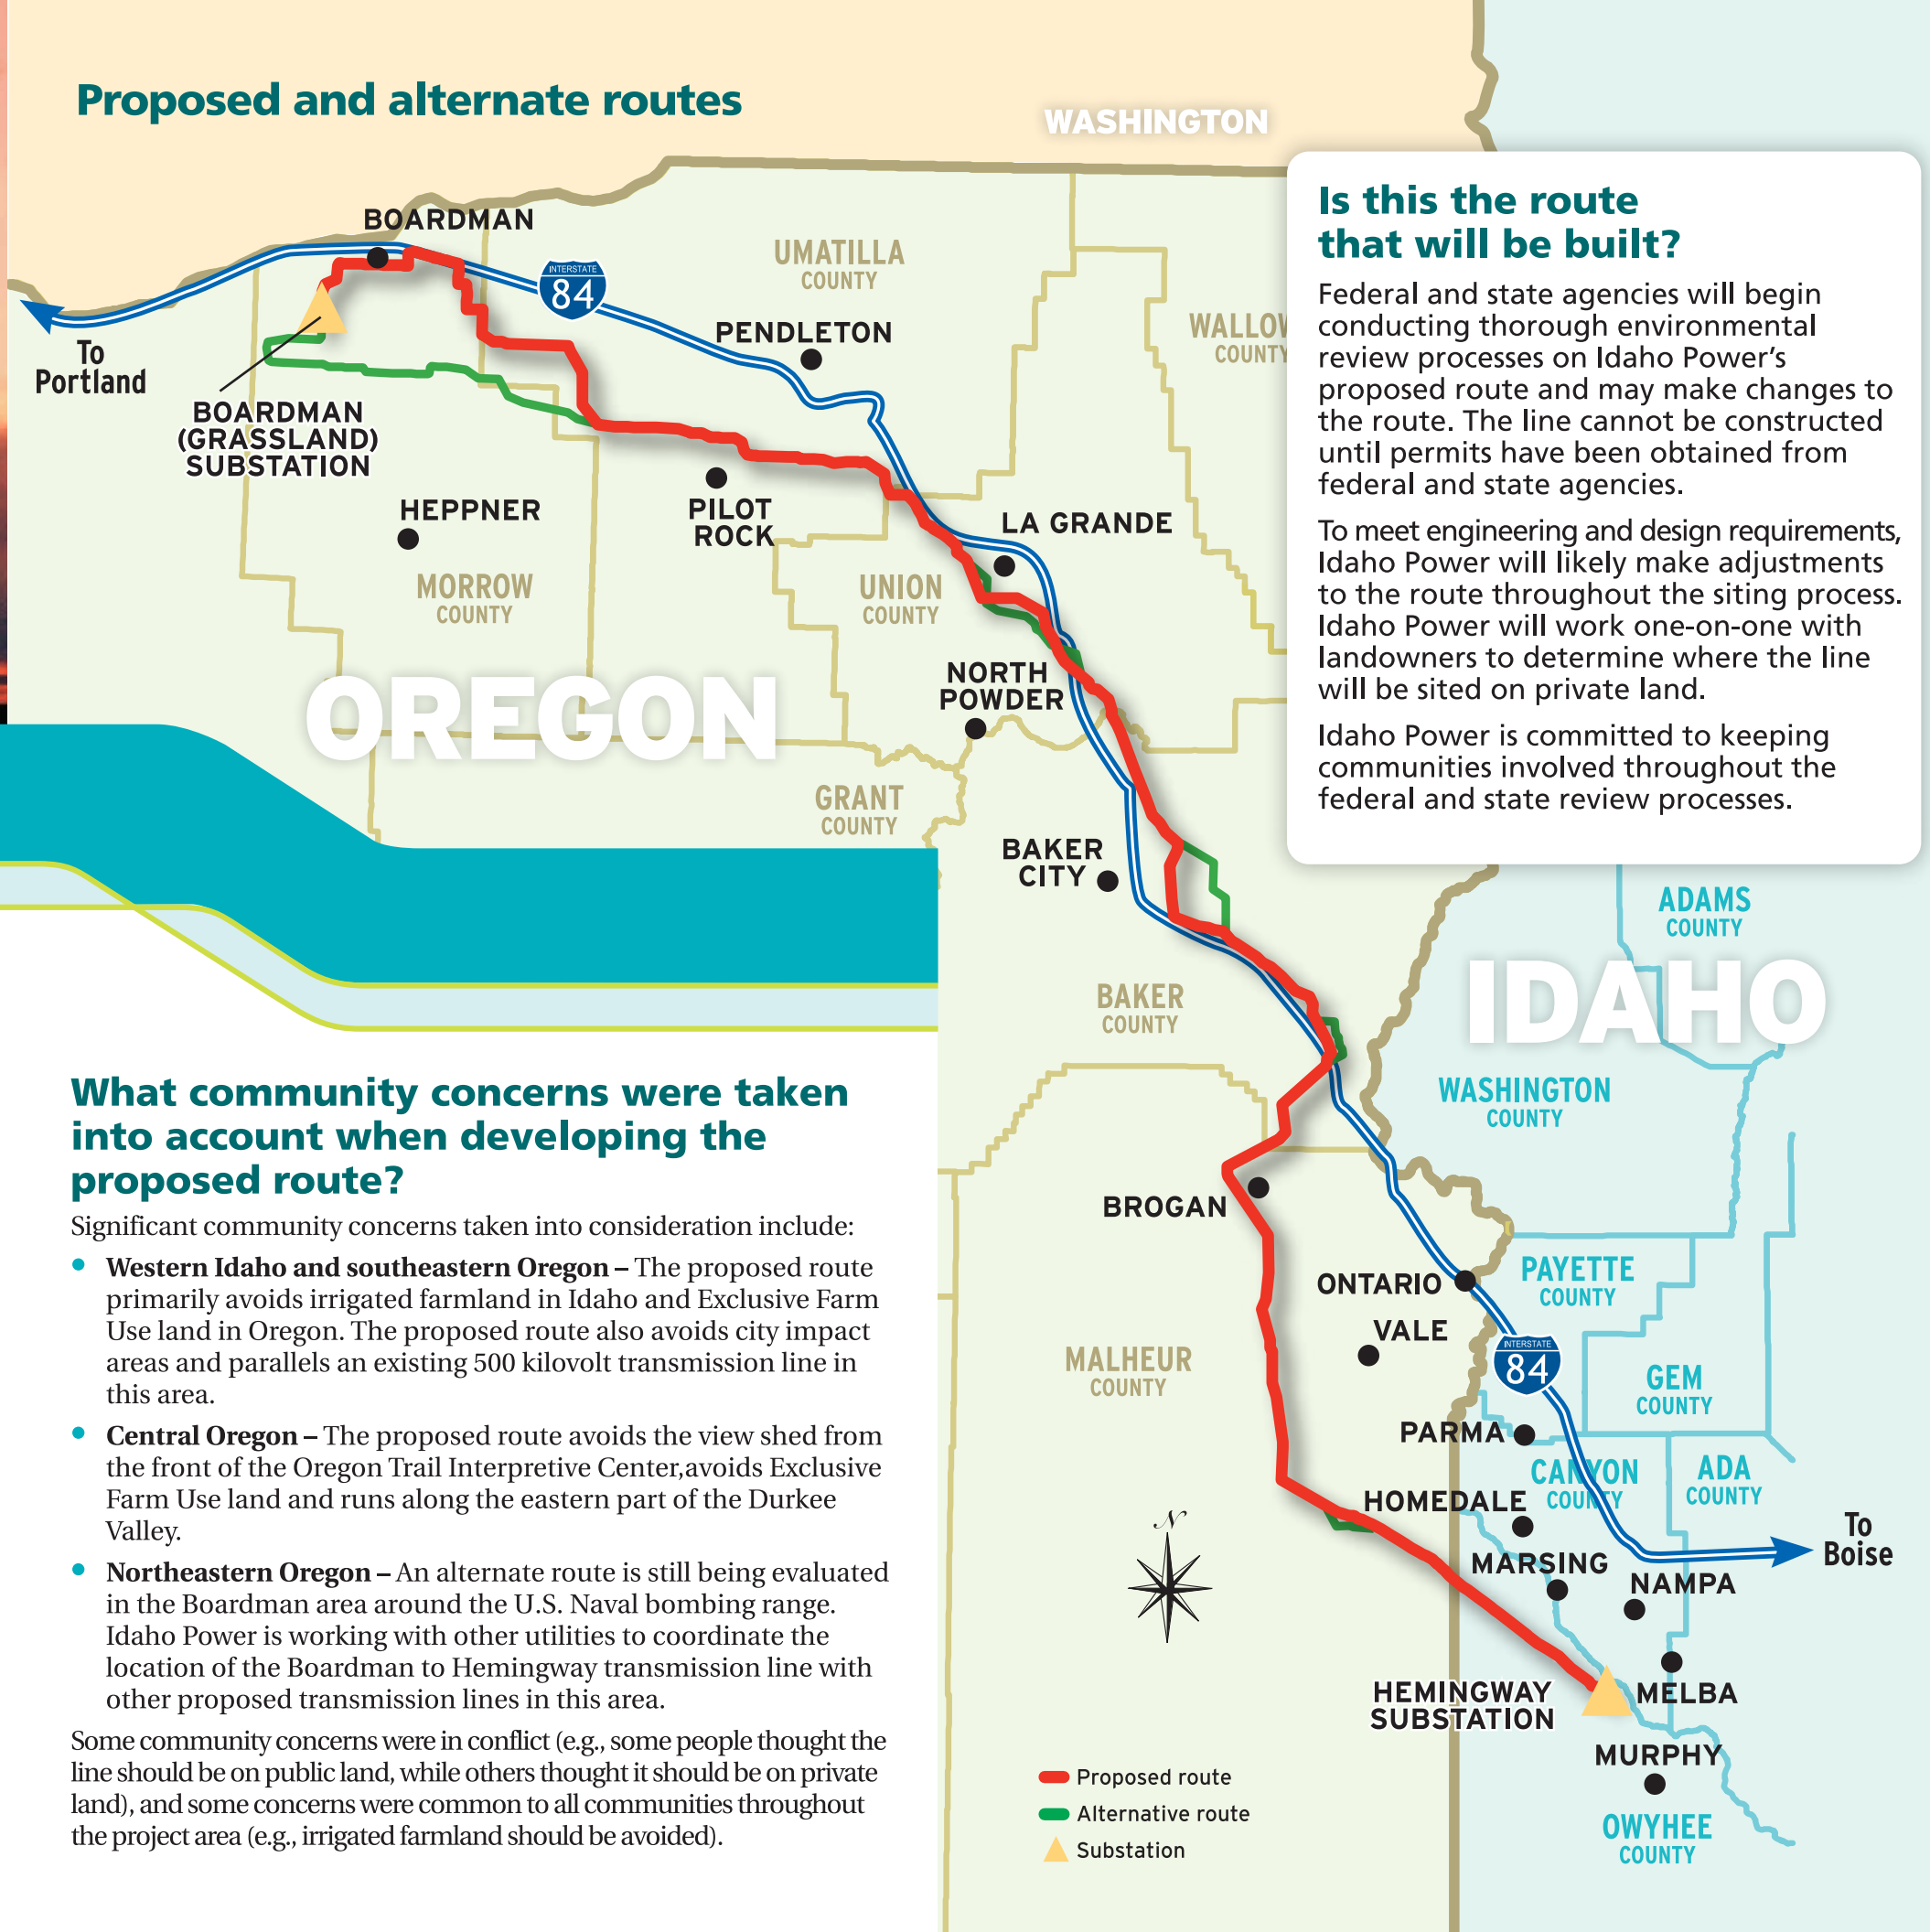 Proposed and alternate routes
WASHINGTON
BOARDMAN
UMATILLA
COUNTY
INTERSTATE
84
PENDLETON
To
Portland
BOARDMAN
(GRASSLAND)
SUBSTATION
HEPPNER
PILOT
ROCK
LA GRANDE
MORROW
COUNTY
UNION
COUNTY
NORTH
POWDER
OREGON
GRANT
COUNTY
BAKER
CITY
BAKER
COUNTY
COUNTY
Is this the route
that will be built?
Federal and state agencies will begin
conducting thorough environmental
review processes on Idaho Power's
proposed route and may make changes to
the route. The line cannot be constructed
until permits have been obtained from
federal and state agencies.
To meet engineering and design requirements,
Idaho Power will likely make adjustments
to the route throughout the siting process.
Idaho Power will work one-on-one with
landowners to determine where the line
will be sited on private land.
Idaho Power is committed to keeping
communities involved throughout the
federal and state review processes.
ADAMS
COUNTY
IDAHO
WASHINGTON
COUNTY
BROGAN
ONTARIO
PAYETTE
COUNTY
VALE
INTERSTATE
84
MALHEUR
COUNTY
GEM
COUNTY
PARMA
CANYON
COUNTY
ADA
COUNTY
HOMEDALE
N
To
Boise
MARSING
NAMPA
HEMINGWAY
SUBSTATION
MELBA
MURPHY
OWYHEE
COUNTY
Proposed route
Alternative route
Substation
What community concerns were taken
into account when developing the
proposed route?
Significant community concerns taken into consideration include:
• Western Idaho and southeastern Oregon – The proposed route
primarily avoids irrigated farmland in Idaho and Exclusive Farm
Use land in Oregon. The proposed route also avoids city impact
areas and parallels an existing 500 kilovolt transmission line in
this area.
• Central Oregon – The proposed route avoids the view shed from
the front of the Oregon Trail Interpretive Center,avoids Exclusive
Farm Use land and runs along the eastern part of the Durkee
Valley.
• Northeastern Oregon – An alternate route is still being evaluated
in the Boardman area around the U.S. Naval bombing range.
Idaho Power is working with other utilities to coordinate the
location of the Boardman to Hemingway transmission line with
other proposed transmission lines in this area.
Some community concerns were in conflict (e.g., some people thought the
line should be on public land, while others thought it should be on private
land), and some concerns were common to all communities throughout
the project area (e.g., irrigated farmland should be avoided).